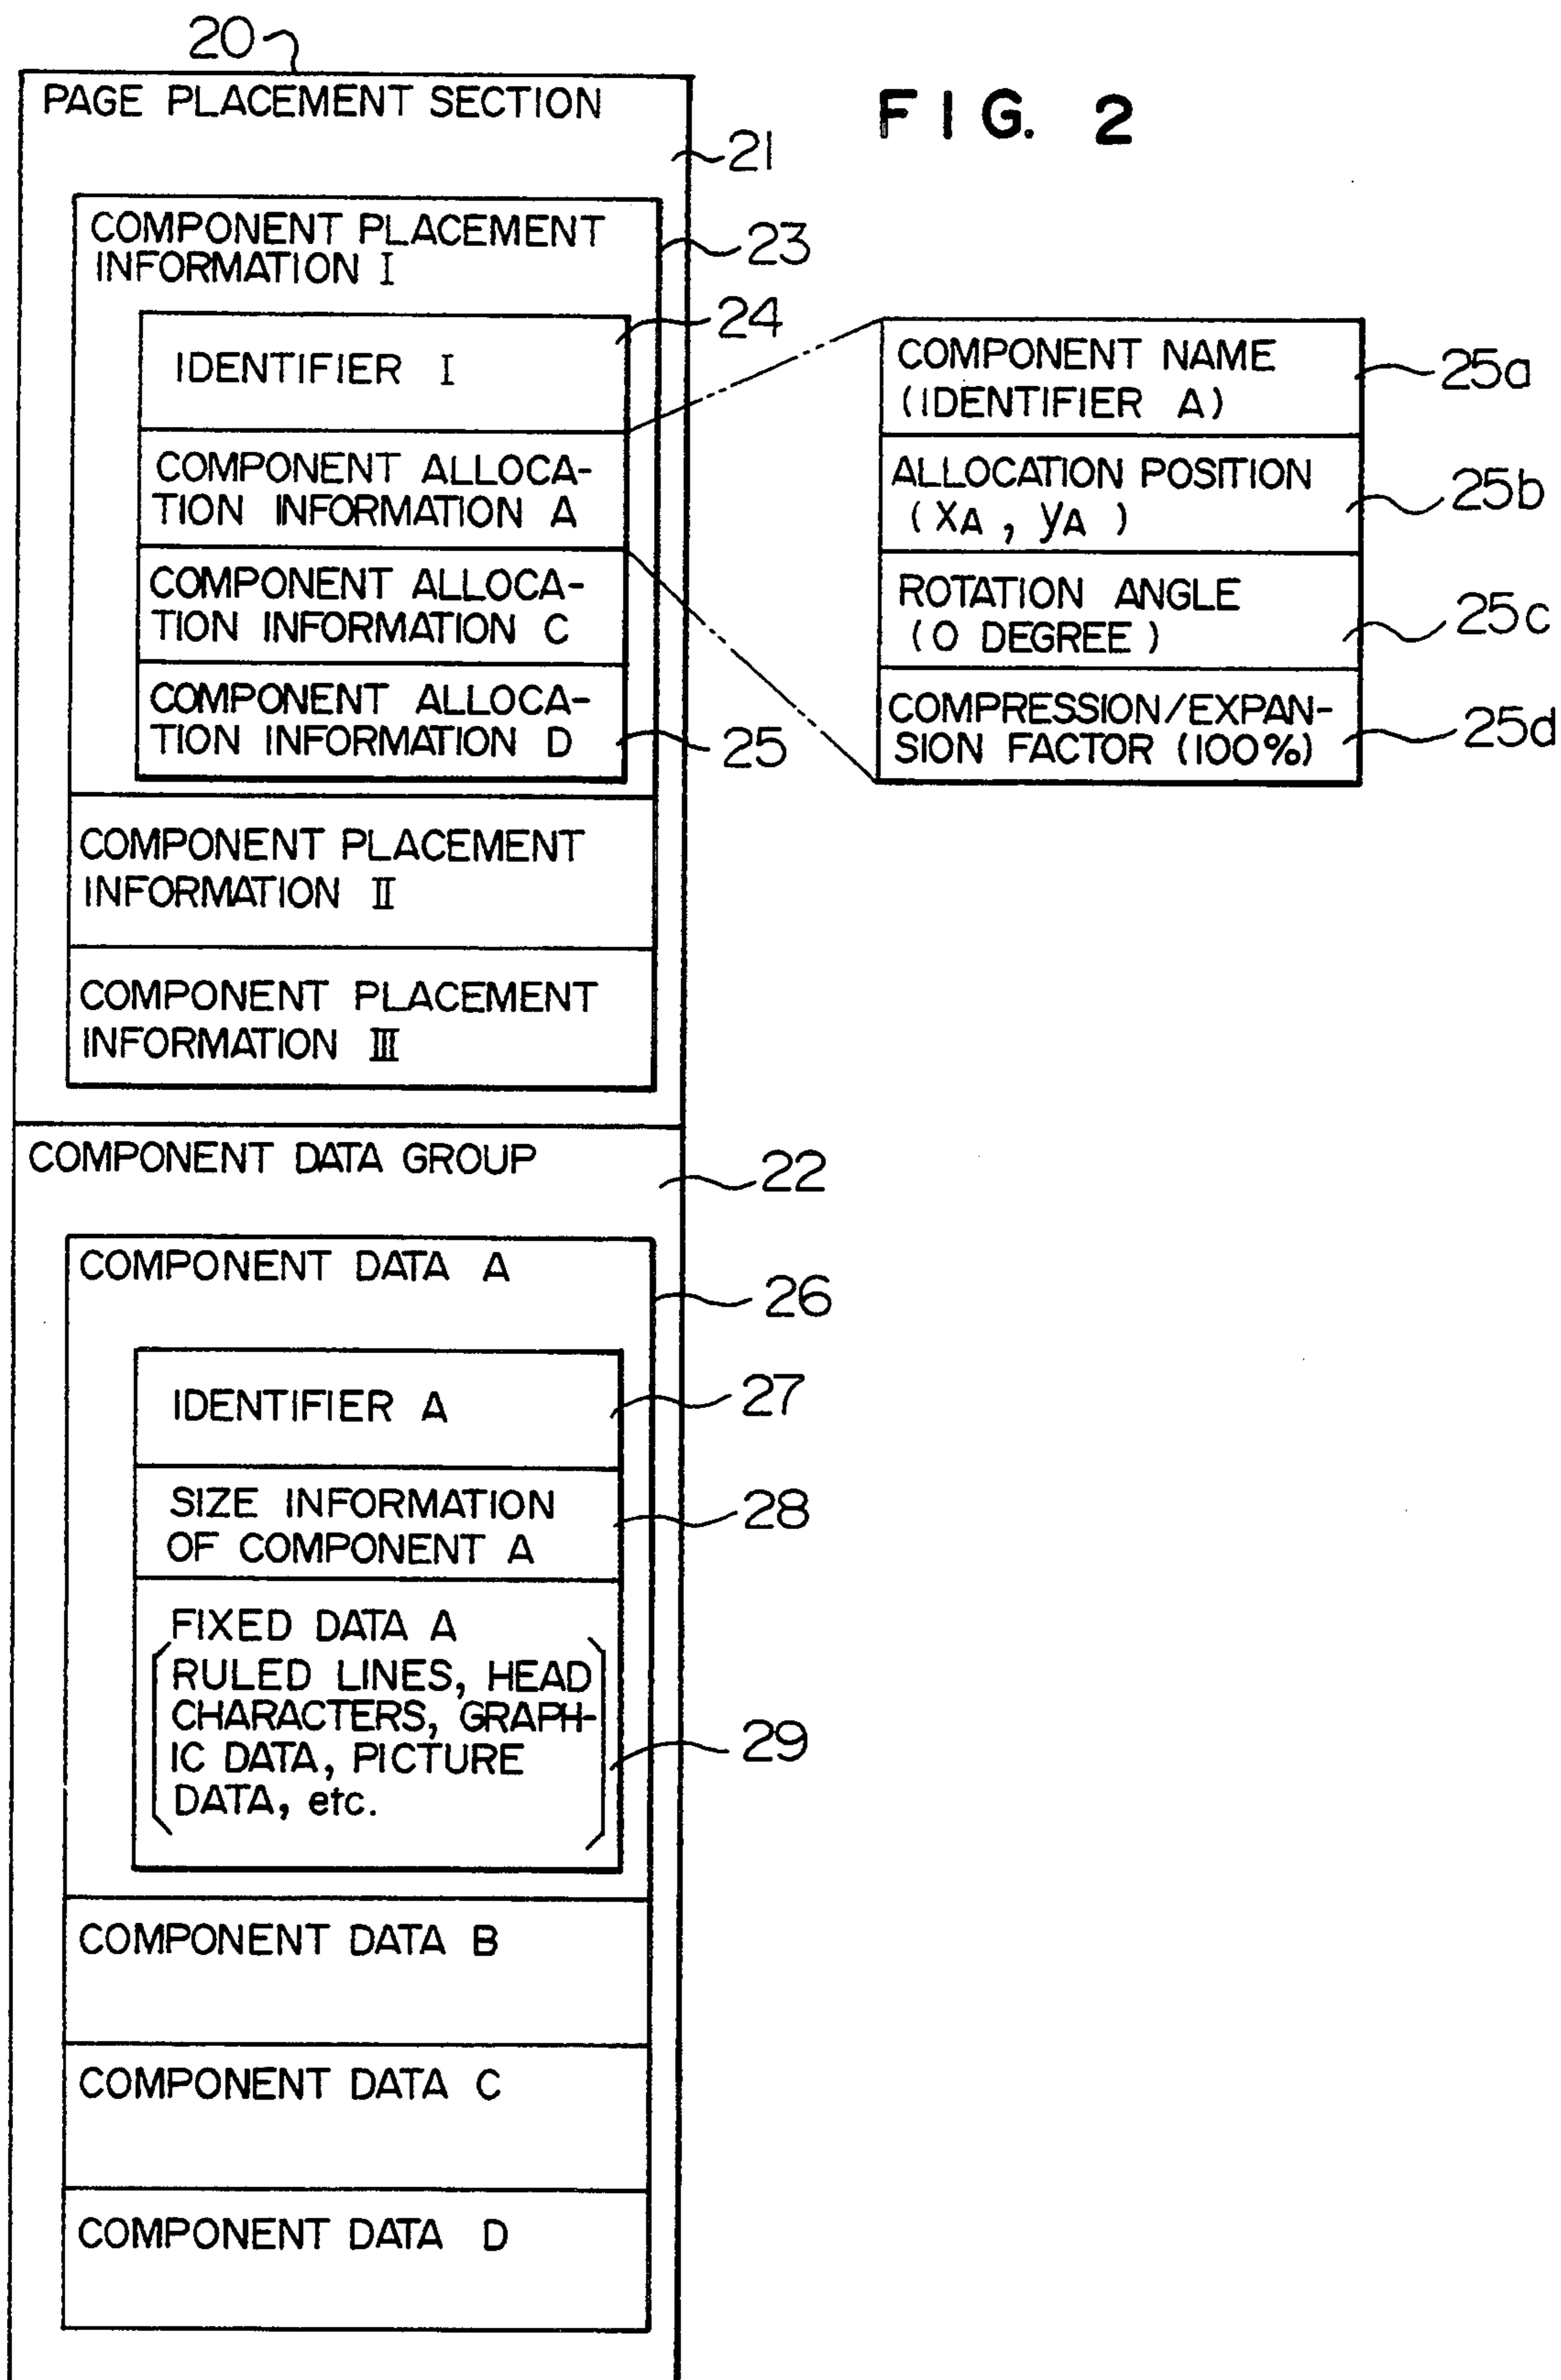 20
PAGE PLACEMENT SECTION
FIG. 2
21
COMPONENT PLACEMENT
INFORMATION I
23
24
IDENTIFIER I
COMPONENT ALLOCA-
TION INFORMATION A
COMPONENT ALLOCA-
TION INFORMATION C
COMPONENT ALLOCA-
TION INFORMATION D
25
COMPONENT NAME
(IDENTIFIER A)
25a
ALLOCATION POSITION
(XA, YA)
25b
ROTATION ANGLE
(0 DEGREE)
25c
COMPRESSION/EXPAN-
SION FACTOR (100%)
25d
COMPONENT PLACEMENT
INFORMATION II
COMPONENT PLACEMENT
INFORMATION III
COMPONENT DATA GROUP
22
COMPONENT DATA A
26
IDENTIFIER A
27
SIZE INFORMATION
OF COMPONENT A
28
FIXED DATA A
RULED LINES, HEAD
CHARACTERS, GRAPH-
IC DATA, PICTURE
DATA, etc.
29
COMPONENT DATA B
COMPONENT DATA C
COMPONENT DATA D